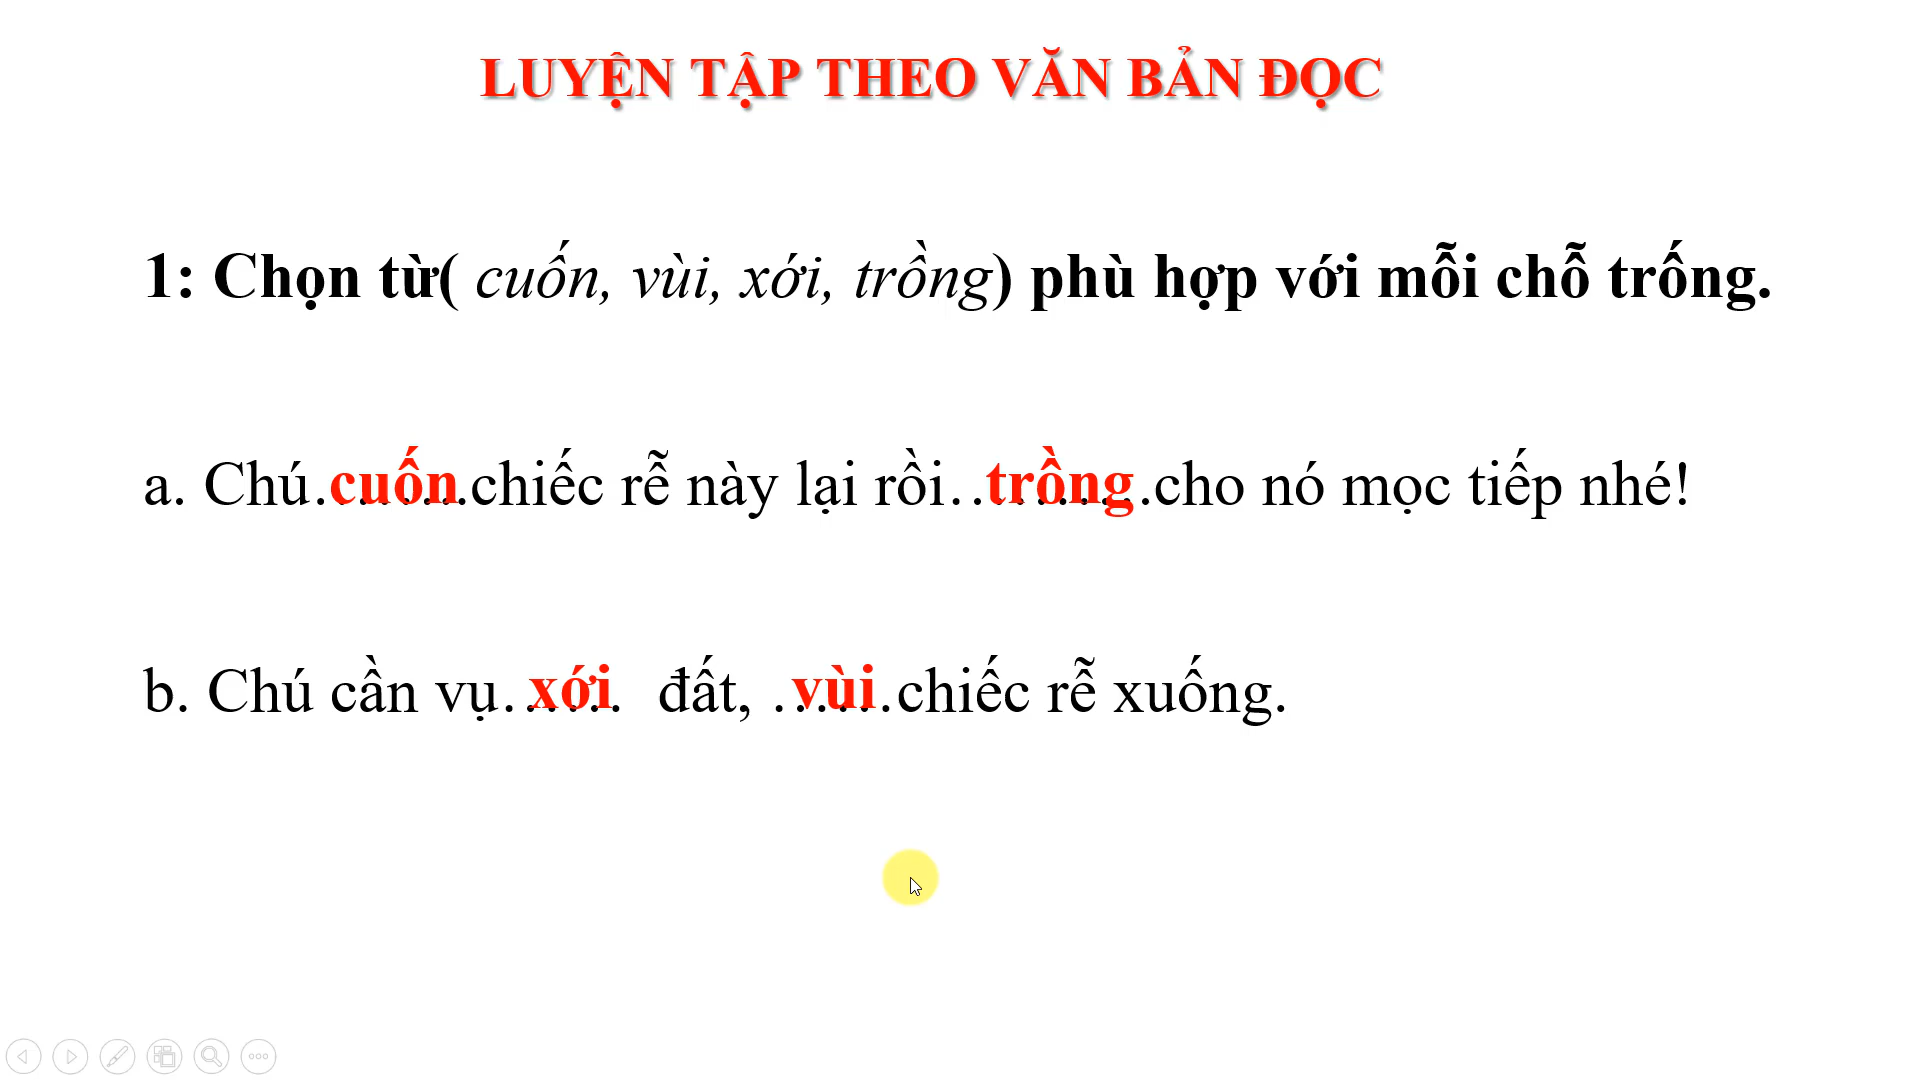 LUYỆN TẬP THEO VĂN BẢN ĐỌC
1: Chọn từ( cuốn, vùi, xới, trồng) phù hợp với mỗi chỗ trống.
a. Chú.cuốn.chiếc rễ này lại rồi..trồng.cho nó mọc tiếp nhé!
b. Chú cần vụ..xới. đất, ..vùi.chiếc rễ xuống.